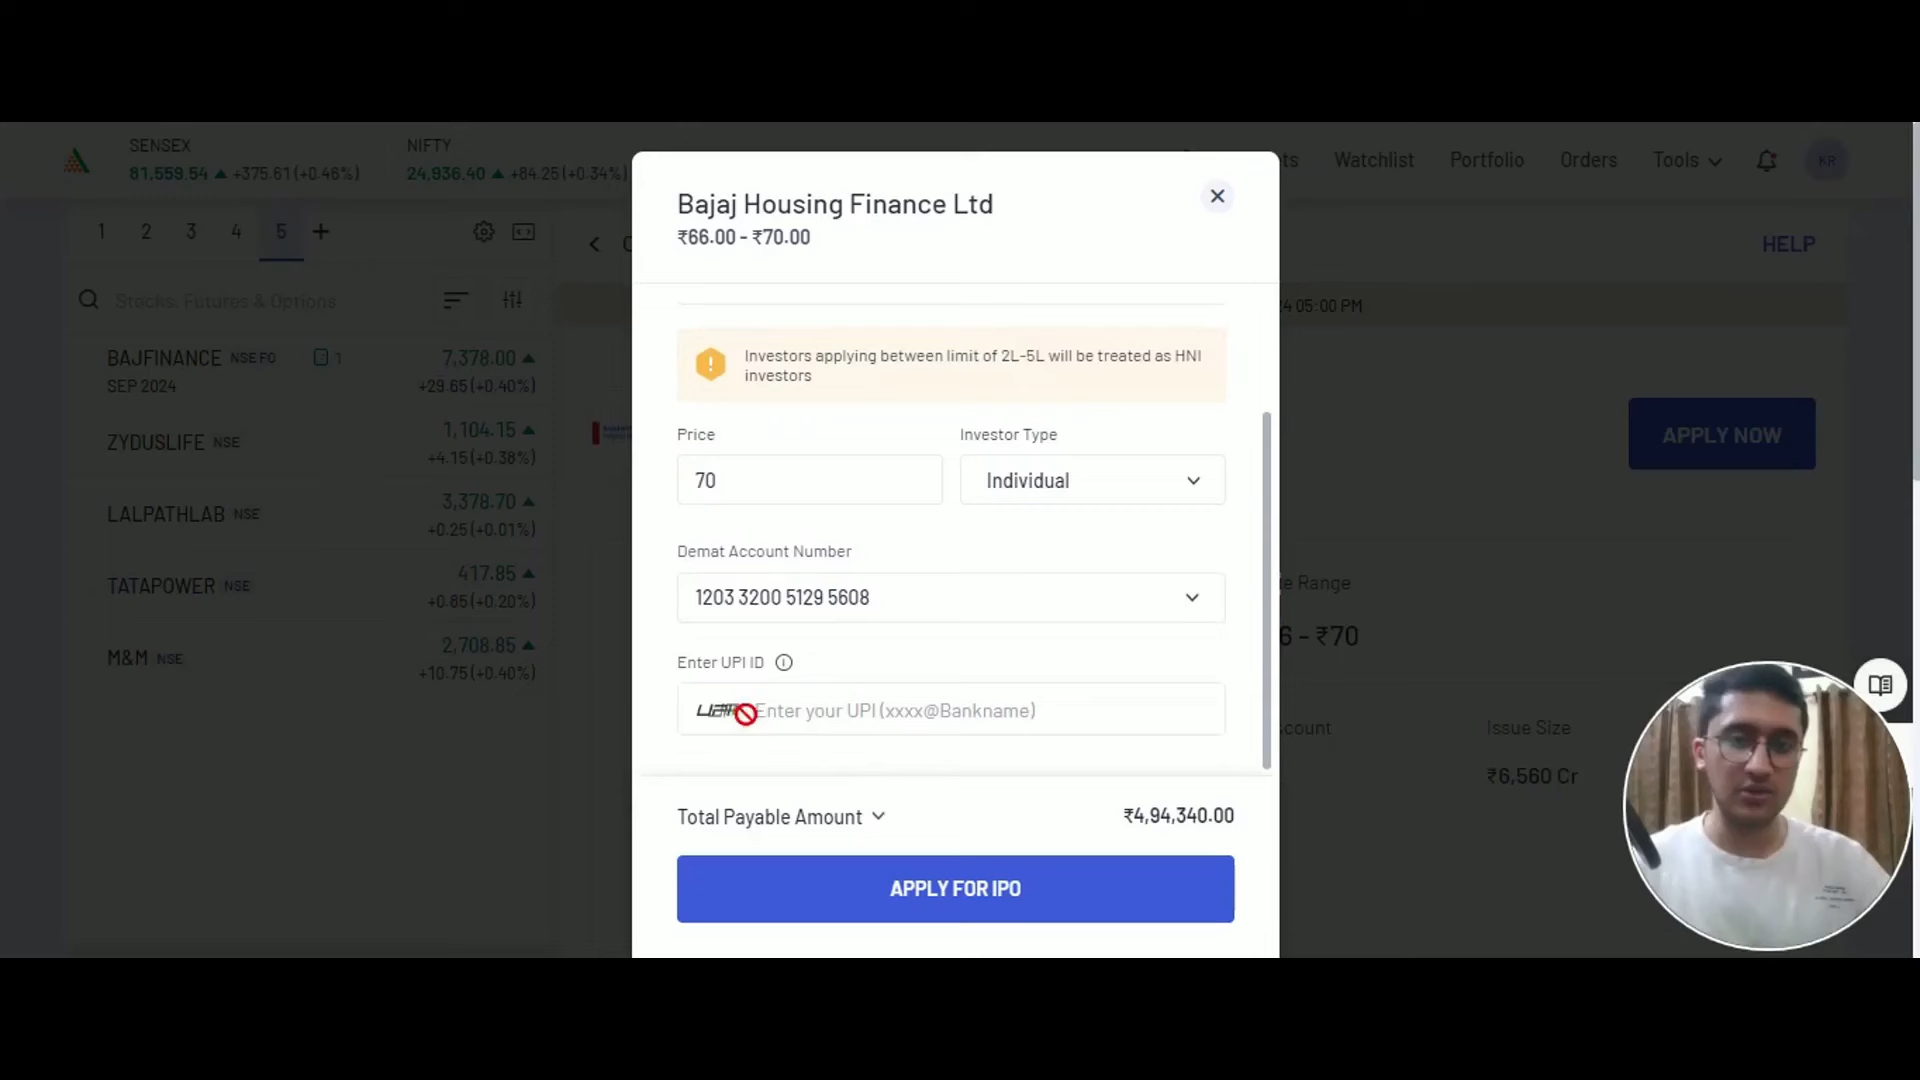 SENSEX
81,559.54 ▲ +375.61 (+0.46%)
NIFTY
24,936.40 ▲ +84.25 (+0.34%)
Watchlist
Portfolio
Orders
Tools
KR
1 2 3 4 5 +
Stocks, Futures & Options
BAJFINANCE NSE FO 1 7,378.00
SEP 2024 +29.65 (+0.40%)
ZYDUSLIFE NSE 1,104.15
+4.15 (+0.38%)
LALPATHLAB NSE 3,378.70
+0.25 (+0.01%)
TATAPOWER NSE 417.85
+0.85 (+0.20%)
M&M NSE 2,708.85
+10.75 (+0.40%)
Bajaj Housing Finance Ltd
₹66.00 - ₹70.00
Investors applying between limit of 2L-5L will be treated as HNI
investors
Price
70
Investor Type
Individual
Demat Account Number
1203 3200 5129 5608
Enter UPI ID
Enter your UPI (xxxx@Bankname)
Total Payable Amount
₹4,94,340.00
APPLY FOR IPO
HELP
05:00 PM
APPLY NOW
Range
– ₹70
Issue Size
₹6,560 Cr